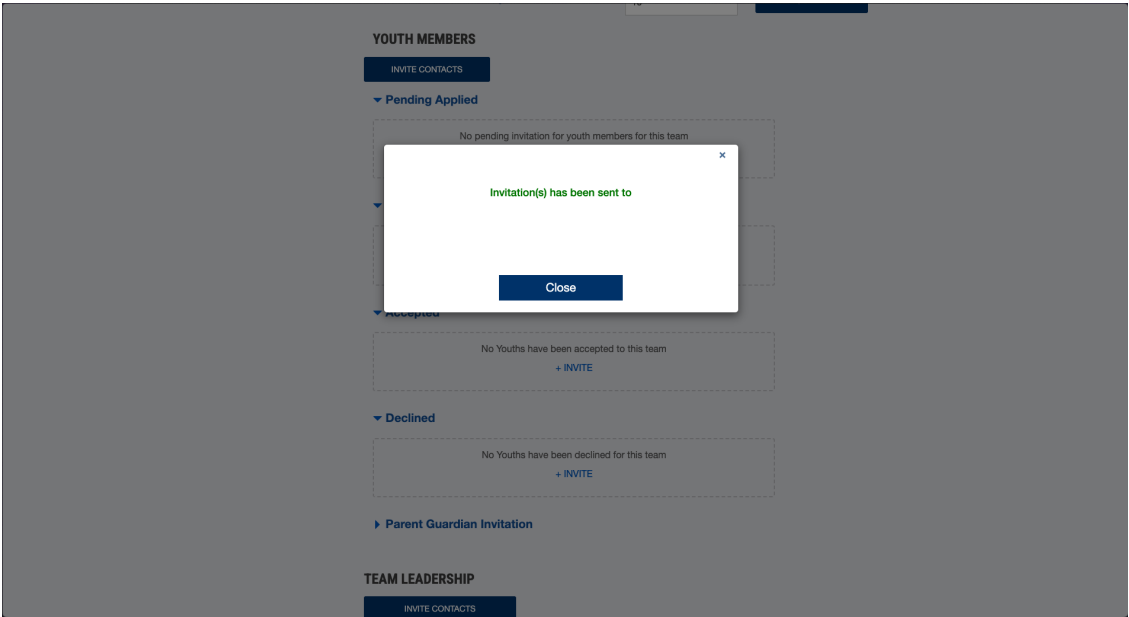 YOUTH MEMBERS
INVITE CONTACTS
Pending Applied
No pending invitation for youth members for this team
×
Invitation(s) has been sent to
Close
Accepted
No Youths have been accepted to this team
+ INVITE
Declined
No Youths have been declined for this team
+ INVITE
Parent Guardian Invitation
TEAM LEADERSHIP
INVITE CONTACTS